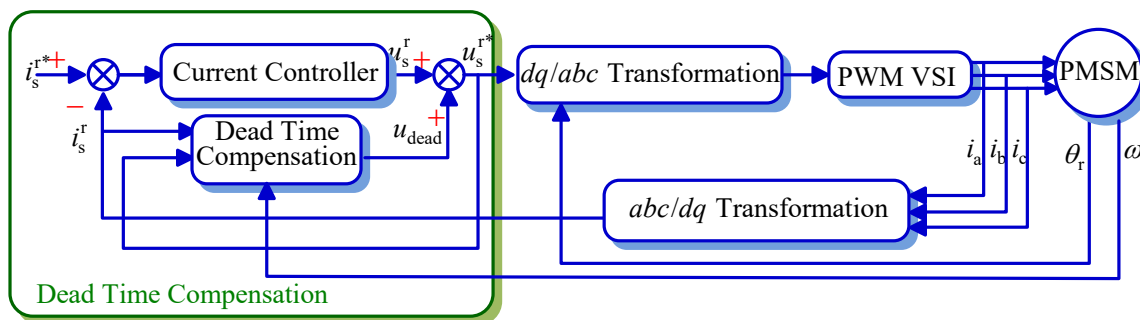 i_s^{r*} +
−
i_s^r
Current Controller
u_s^r +
u_s^{r*}
Dead Time
Compensation
u_dead
+
dq/abc Transformation
PWM VSI
PMSM
i_a i_b i_c
θ_r
ω
abc/dq Transformation
Dead Time Compensation